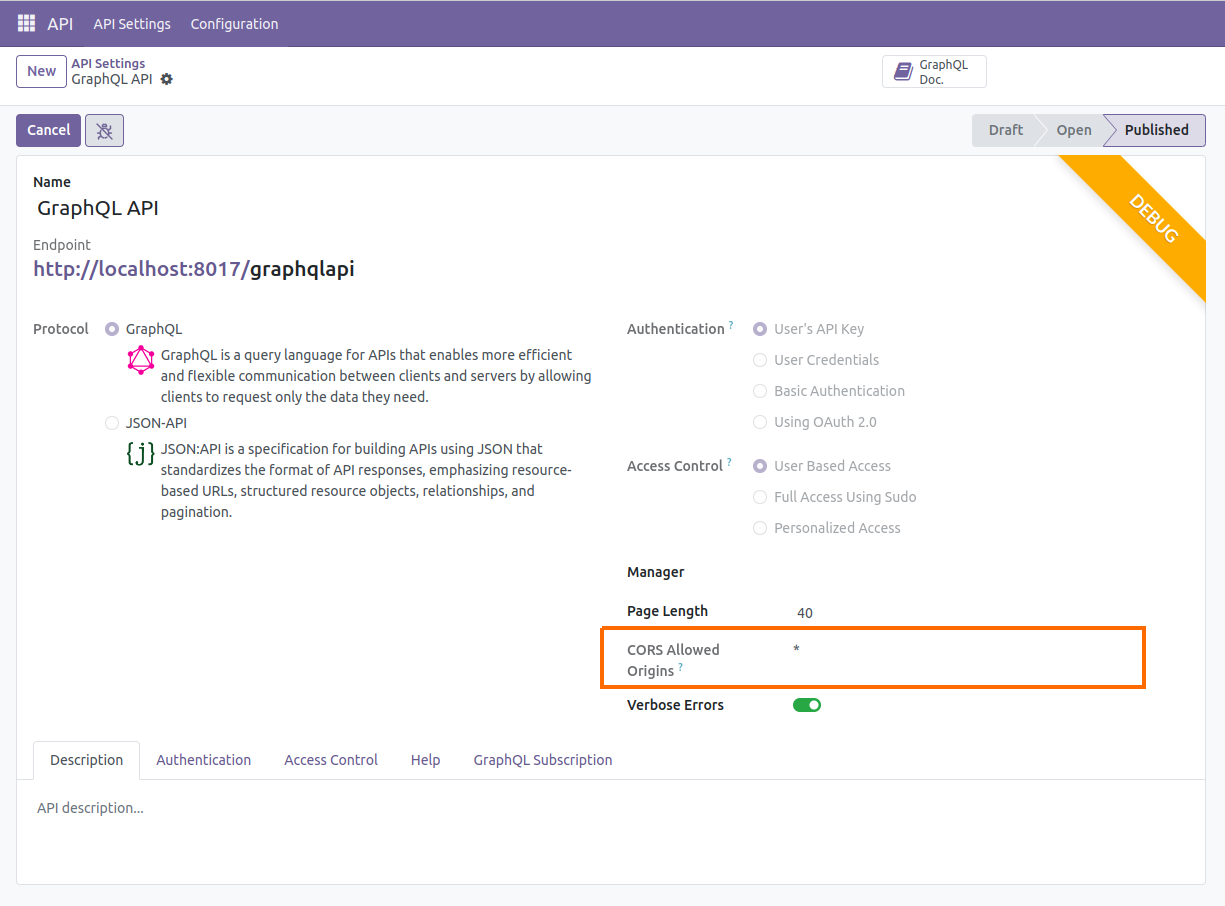 API API Settings Configuration
New
API Settings
GraphQL API
GraphQL
Doc.
Cancel
Draft Open Published
DEBUG
Name
GraphQL API
Endpoint
http://localhost:8017/graphqlapi
Protocol
GraphQL
GraphQL is a query language for APIs that enables more efficient
and flexible communication between clients and servers by allowing
clients to request only the data they need.
JSON-API
{j}
JSON:API is a specification for building APIs using JSON that
standardizes the format of API responses, emphasizing resource-
based URLs, structured resource objects, relationships, and
pagination.
Authentication ?
User's API Key
User Credentials
Basic Authentication
Using OAuth 2.0
Access Control ?
User Based Access
Full Access Using Sudo
Personalized Access
Manager
Page Length 40
CORS Allowed *
Origins ?
Verbose Errors
Description Authentication Access Control Help GraphQL Subscription
API description...